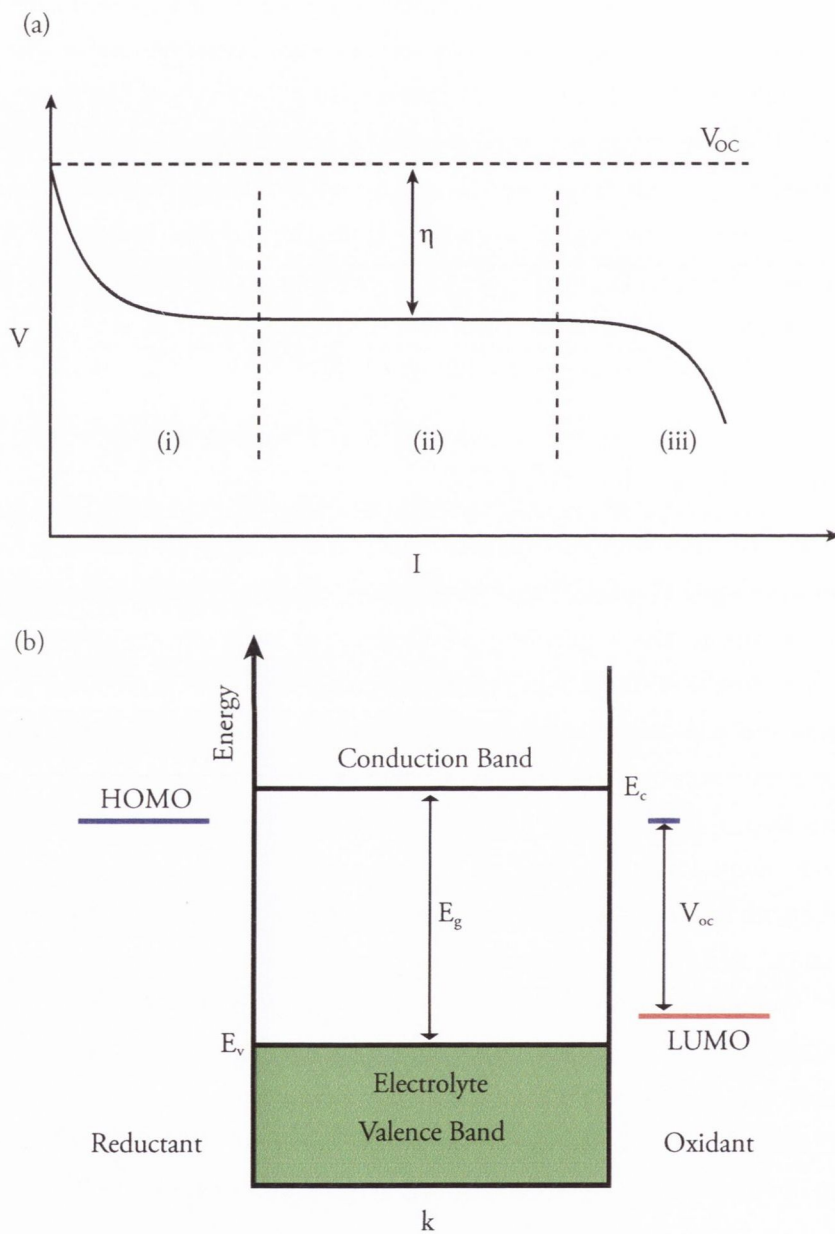 (a)
V_OC
η
V
(i) (ii) (iii)
I
(b)
Energy
Conduction Band
HOMO
E_c
E_g
V_oc
E_v
LUMO
Electrolyte
Valence Band
Reductant
Oxidant
k